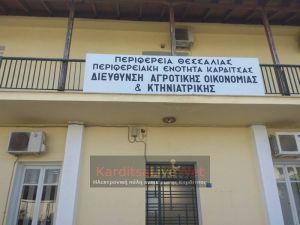 ΠΕΡΙΦΕΡΕΙΑ ΘΕΣΣΑΛΙΑΣ
ΠΕΡΙΦΕΡΕΙΑΚΗ ΕΝΟΤΗΤΑ ΚΑΡΔΙΤΣΑΣ
ΔΙΕΥΘΥΝΣΗ ΑΓΡΟΤΙΚΗΣ ΟΙΚΟΝΟΜΙΑΣ
& ΚΤΗΝΙΑΤΡΙΚΗΣ
KarditsaLive.Net